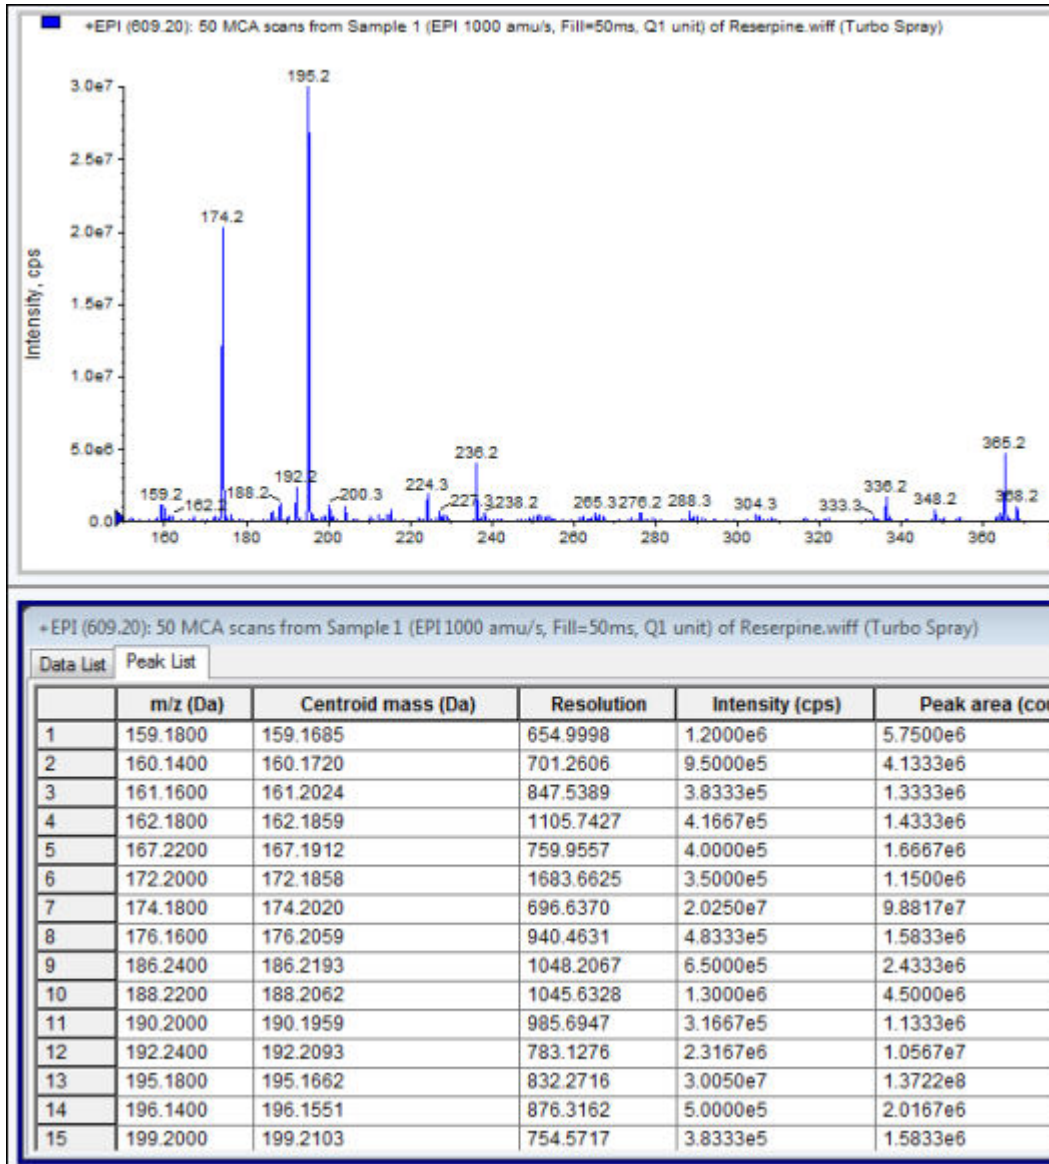 +EPI (609.20): 50 MCA scans from Sample 1 (EPI 1000 amu/s, Fill=50ms, Q1 unit) of Reserpine.wiff (Turbo Spray)
195.2
3.0e7
2.5e7
174.2
2.0e7
Intensity, cps
1.5e7
1.0e7
5.0e6
236.2
365.2
192.2
224.3
336.2
159.2
162.2
188.2
200.3
227.3
238.2
265.3
276.2
288.3
304.3
333.3
348.2
368.2
0.0
160 180 200 220 240 260 280 300 320 340 360
+EPI (609.20): 50 MCA scans from Sample 1 (EPI 1000 amu/s, Fill=50ms, Q1 unit) of Reserpine.wiff (Turbo Spray)
Data List Peak List
m/z (Da) Centroid mass (Da) Resolution Intensity (cps) Peak area (cou
1 159.1800 159.1685 654.9998 1.2000e6 5.7500e6
2 160.1400 160.1720 701.2606 9.5000e5 4.1333e6
3 161.1600 161.2024 847.5389 3.8333e5 1.3333e6
4 162.1800 162.1859 1105.7427 4.1667e5 1.4333e6
5 167.2200 167.1912 759.9557 4.0000e5 1.6667e6
6 172.2000 172.1858 1683.6625 3.5000e5 1.1500e6
7 174.1800 174.2020 696.6370 2.0250e7 9.8817e7
8 176.1600 176.2059 940.4631 4.8333e5 1.5833e6
9 186.2400 186.2193 1048.2067 6.5000e5 2.4333e6
10 188.2200 188.2062 1045.6328 1.3000e6 4.5000e6
11 190.2000 190.1959 985.6947 3.1667e5 1.1333e6
12 192.2400 192.2093 783.1276 2.3167e6 1.0567e7
13 195.1800 195.1662 832.2716 3.0050e7 1.3722e8
14 196.1400 196.1551 876.3162 5.0000e5 2.0167e6
15 199.2000 199.2103 754.5717 3.8333e5 1.5833e6